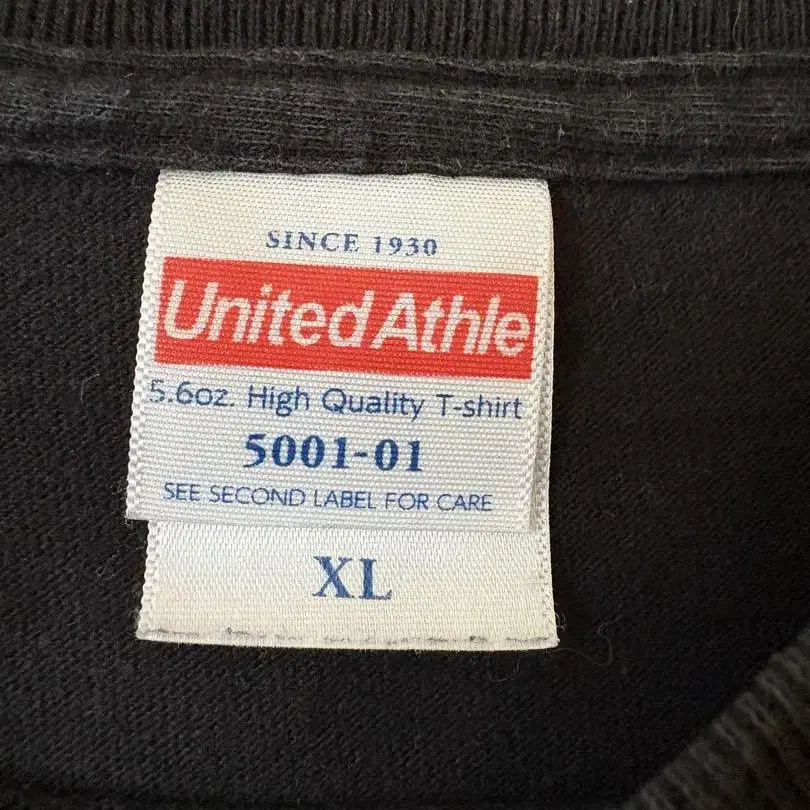 SINCE 1930
United Athle
5.6oz. High Quality T-shirt
5001-01
SEE SECOND LABEL FOR CARE
XL